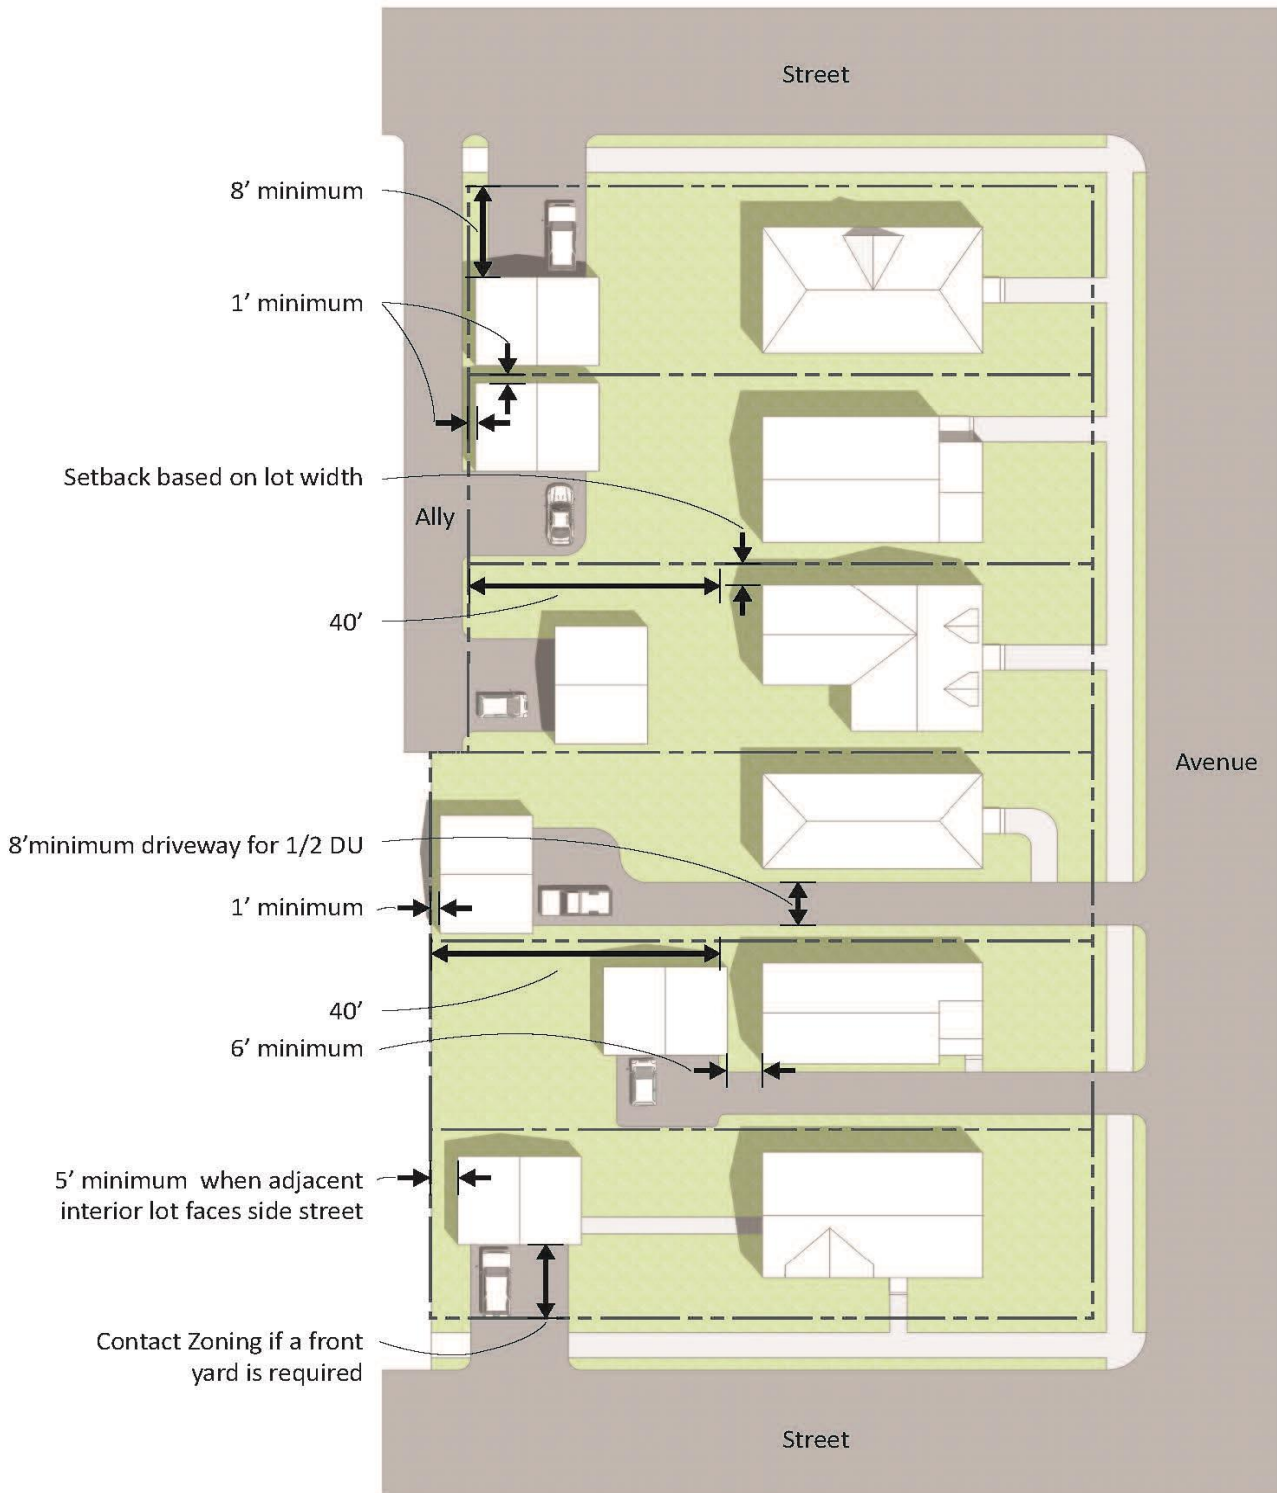 Street
8' minimum
1' minimum
Setback based on lot width
Ally
40'
Avenue
8'minimum driveway for 1/2 DU
1' minimum
40'
6' minimum
5' minimum when adjacent
interior lot faces side street
Contact Zoning if a front
yard is required
Street